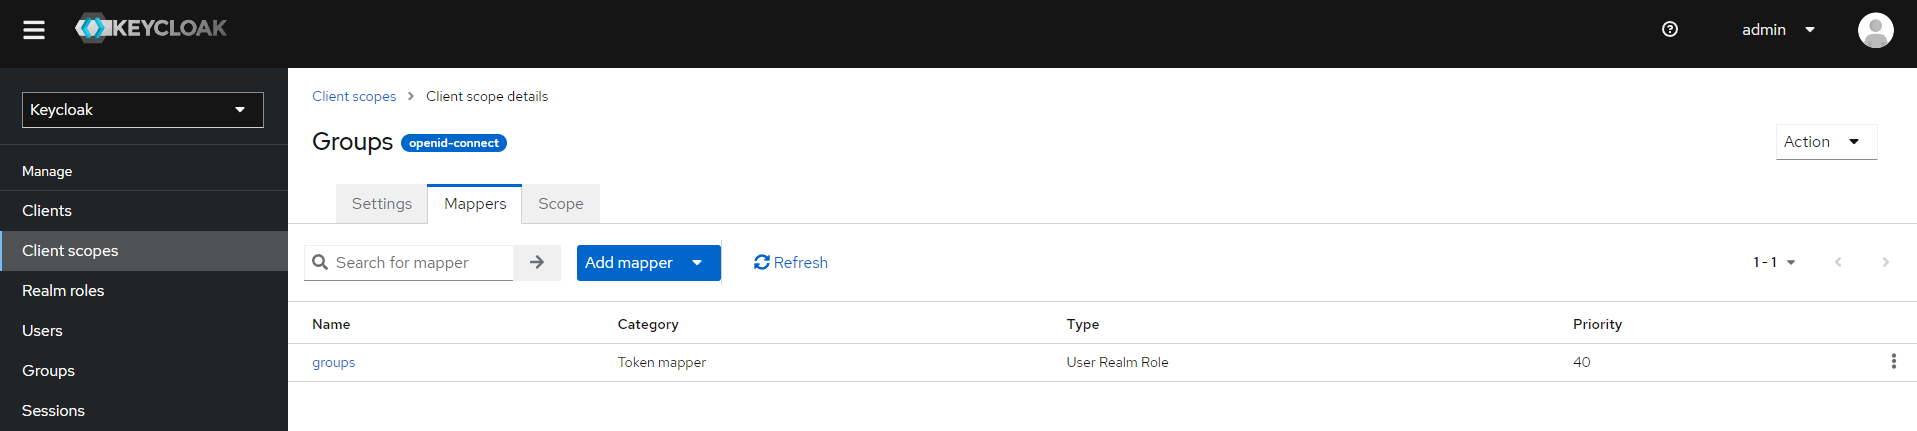 KEYCLOAK
admin
Keycloak
Manage
Clients
Client scopes
Realm roles
Users
Groups
Sessions
Client scopes > Client scope details
Groups openid-connect
Action
Settings Mappers Scope
Search for mapper Add mapper Refresh 1 - 1
Name Category Type Priority
groups Token mapper User Realm Role 40